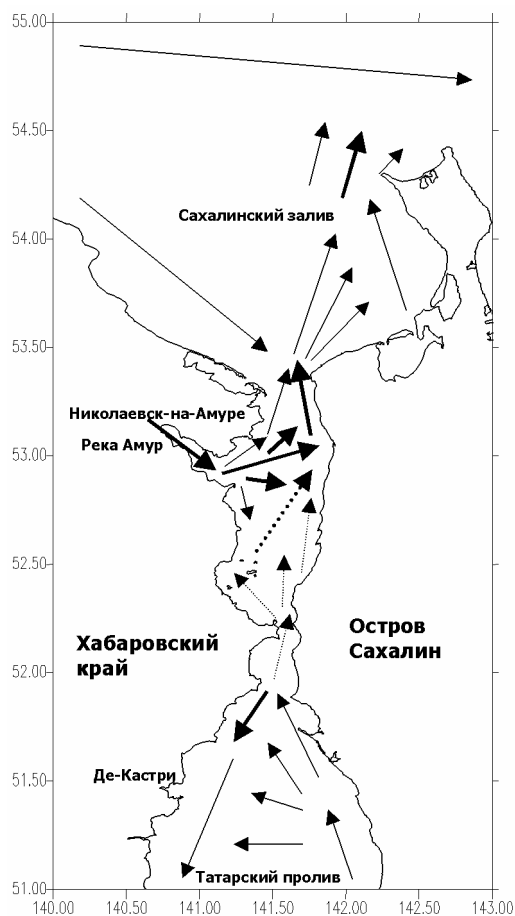 55.00
54.50
Сахалинский залив
54.00
53.50
Николаевск-на-Амуре
Река Амур
53.00
52.50
Хабаровский
край
Остров
Сахалин
52.00
Де-Кастри
51.50
Татарский пролив
51.00
140.00 140.50 141.00 141.50 142.00 142.50 143.00